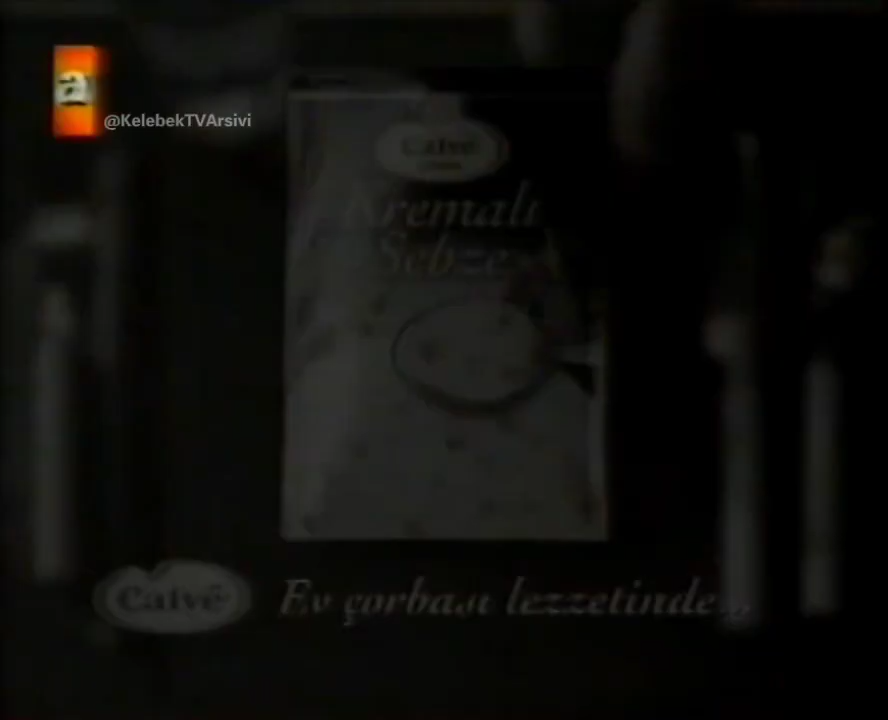 a
@KelebekTVArsivi
Calvé
Kremalı
Sebze
Calvé
Ev çorbası lezzetinde...